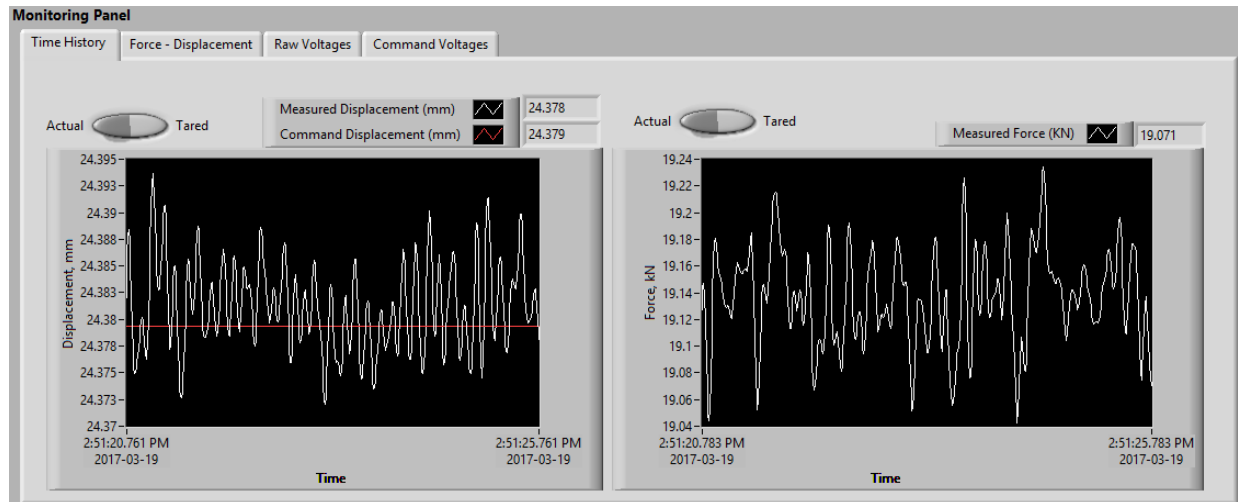 Monitoring Panel
Time History Force - Displacement Raw Voltages Command Voltages
Actual Tared
Measured Displacement (mm) 24.378
Command Displacement (mm) 24.379
24.395
24.393
24.39
24.388
24.385
24.383
24.38
24.378
24.375
24.373
24.37
Displacement, mm
2:51:20.761 PM 2:51:25.761 PM
2017-03-19 2017-03-19
Time
Actual Tared
Measured Force (KN) 19.071
19.24
19.22
19.2
19.18
19.16
19.14
19.12
19.1
19.08
19.06
19.04
Force, kN
2:51:20.783 PM 2:51:25.783 PM
2017-03-19 2017-03-19
Time